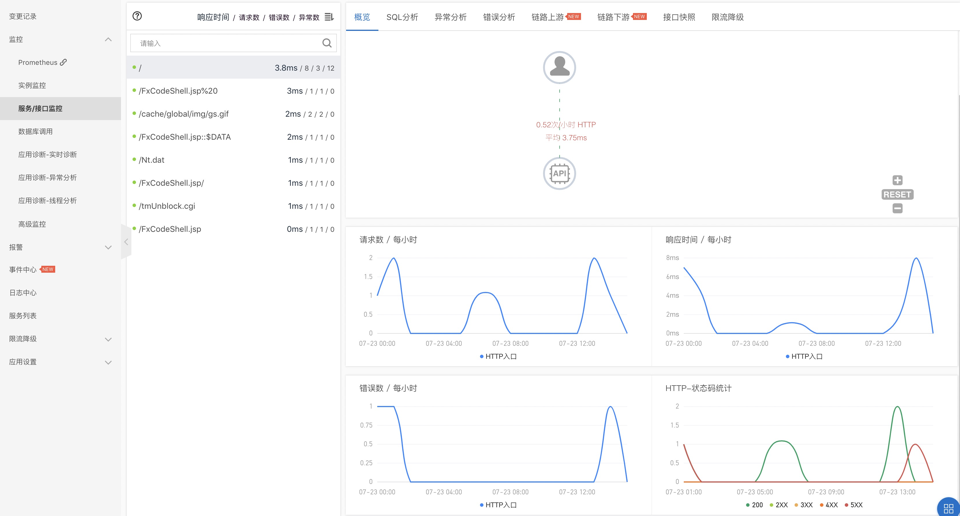 变更记录
监控
Prometheus
实例监控
服务/接口监控
数据库调用
应用诊断-实时诊断
应用诊断-异常分析
应用诊断-线程分析
高级监控
报警
事件中心 NEW
日志中心
服务列表
限流降级
应用设置
响应时间 / 请求数 / 错误数 / 异常数
请输入
/ 3.8ms / 8 / 3 / 12
/FxCodeShell.jsp%20 3ms / 1 / 1 / 0
/cache/global/img/gs.gif 2ms / 2 / 2 / 0
/FxCodeShell.jsp::$DATA 2ms / 1 / 1 / 0
/Nt.dat 1ms / 1 / 1 / 0
/FxCodeShell.jsp/ 1ms / 1 / 1 / 0
/tmUnblock.cgi 1ms / 1 / 1 / 0
/FxCodeShell.jsp 0ms / 1 / 1 / 0
概览 SQL分析 异常分析 错误分析 链路上游 NEW 链路下游 NEW 接口快照 限流降级
0.52次/小时 HTTP
平均 3.75ms
API
RESET
请求数 / 每小时
2
1.5
1
0.5
0
07-23 00:00 07-23 04:00 07-23 08:00 07-23 12:00
HTTP入口
响应时间 / 每小时
8ms
6ms
4ms
2ms
0ms
07-23 00:00 07-23 04:00 07-23 08:00 07-23 12:00
HTTP入口
错误数 / 每小时
1
0.75
0.5
0.25
0
07-23 00:00 07-23 04:00 07-23 08:00 07-23 12:00
HTTP入口
HTTP-状态码统计
2
1.5
1
0.5
0
07-23 01:00 07-23 05:00 07-23 09:00 07-23 13:00
200 2XX 3XX 4XX 5XX